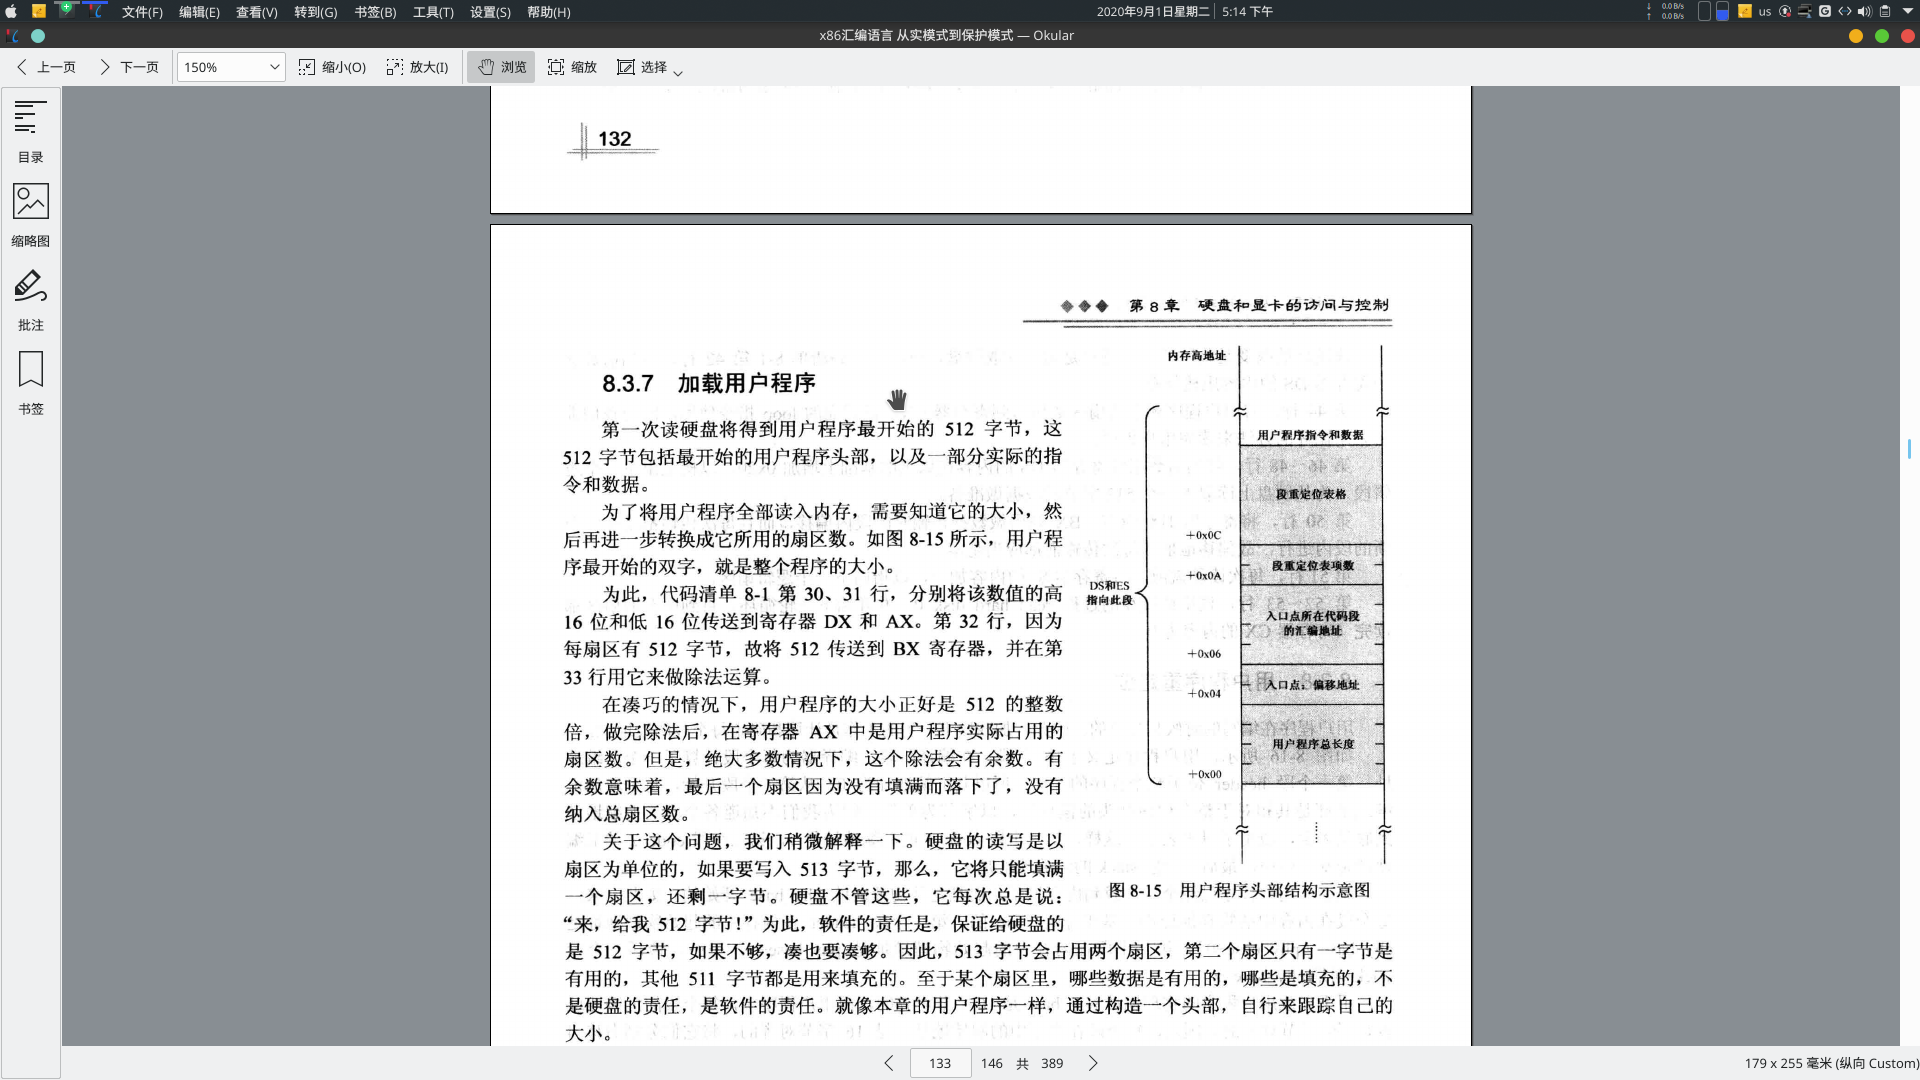 文件(F) 编辑(E) 查看(V) 转到(G) 书签(B) 工具(T) 设置(S) 帮助(H)
2020年9月1日星期二 5:14 下午
0.0 B/s
0.0 B/s
us
x86汇编语言 从实模式到保护模式 — Okular
上一页 下一页 150% 缩小(O) 放大(I) 浏览 缩放 选择
目录
缩略图
批注
书签
132
第 8 章 硬盘和显卡的访问与控制
8.3.7 加载用户程序
第一次读硬盘将得到用户程序最开始的 512 字节，这
512 字节包括最开始的用户程序头部，以及一部分实际的指
令和数据。
为了将用户程序全部读入内存，需要知道它的大小，然
后再进一步转换成它所用的扇区数。如图 8-15 所示，用户程
序最开始的双字，就是整个程序的大小。
为此，代码清单 8-1 第 30、31 行，分别将该数值的高
16 位和低 16 位传送到寄存器 DX 和 AX。第 32 行，因为
每扇区有 512 字节，故将 512 传送到 BX 寄存器，并在第
33 行用它来做除法运算。
在凑巧的情况下，用户程序的大小正好是 512 的整数
倍，做完除法后，在寄存器 AX 中是用户程序实际占用的
扇区数。但是，绝大多数情况下，这个除法会有余数。有
余数意味着，最后一个扇区因为没有填满而落下了，没有
纳入总扇区数。
关于这个问题，我们稍微解释一下。硬盘的读写是以
扇区为单位的，如果要写入 513 字节，那么，它将只能填满
一个扇区，还剩一字节。硬盘不管这些，它每次总是说：
“来，给我 512 字节！”为此，软件的责任是，保证给硬盘的
是 512 字节，如果不够，凑也要凑够。因此，513 字节会占用两个扇区，第二个扇区只有一字节是
有用的，其他 511 字节都是用来填充的。至于某个扇区里，哪些数据是有用的，哪些是填充的，不
是硬盘的责任，是软件的责任。就像本章的用户程序一样，通过构造一个头部，自行来跟踪自己的
大小。
内存高地址
用户程序指令和数据
段重定位表格
+0x0C
段重定位表项数
+0x0A
DS和ES
指向此段
入口点所在代码段
的汇编地址
+0x06
入口点：偏移地址
+0x04
用户程序总长度
+0x00
图 8-15 用户程序头部结构示意图
133 146 共 389
179 x 255 毫米 (纵向 Custom)